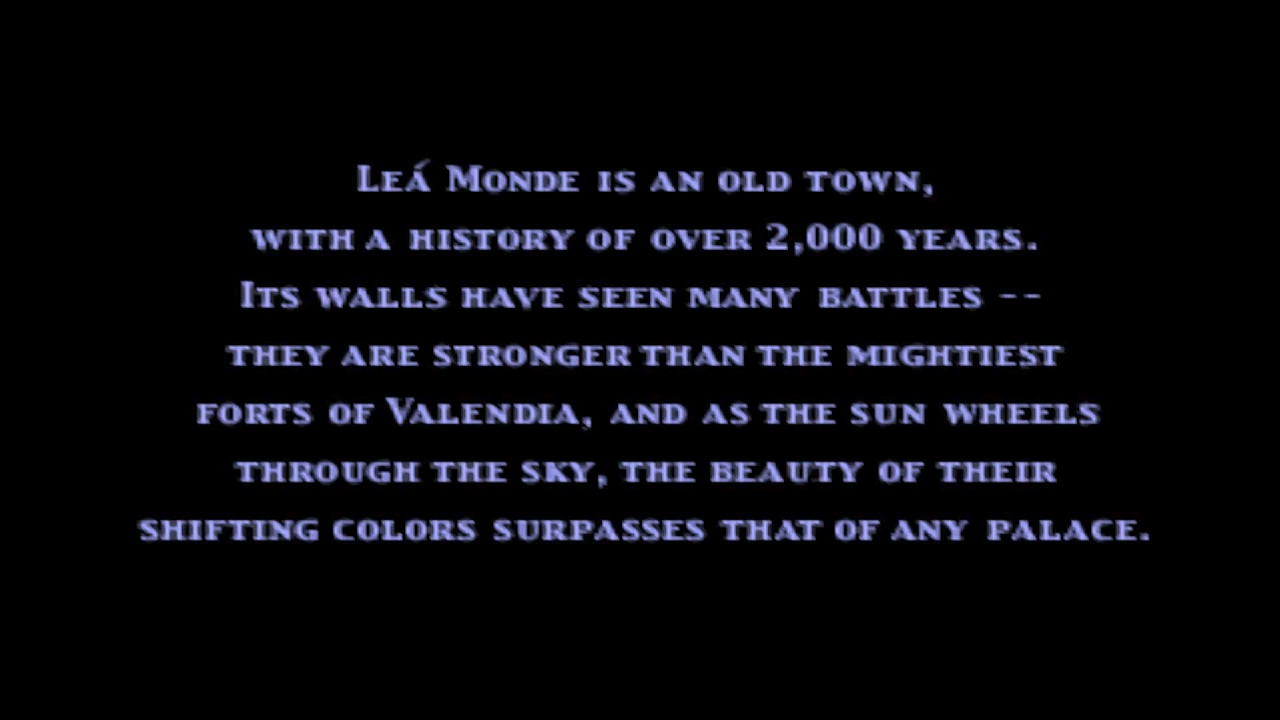 Leá Monde is an old town,
with a history of over 2,000 years.
Its walls have seen many battles --
they are stronger than the mightiest
forts of Valendia, and as the sun wheels
through the sky, the beauty of their
shifting colors surpasses that of any palace.